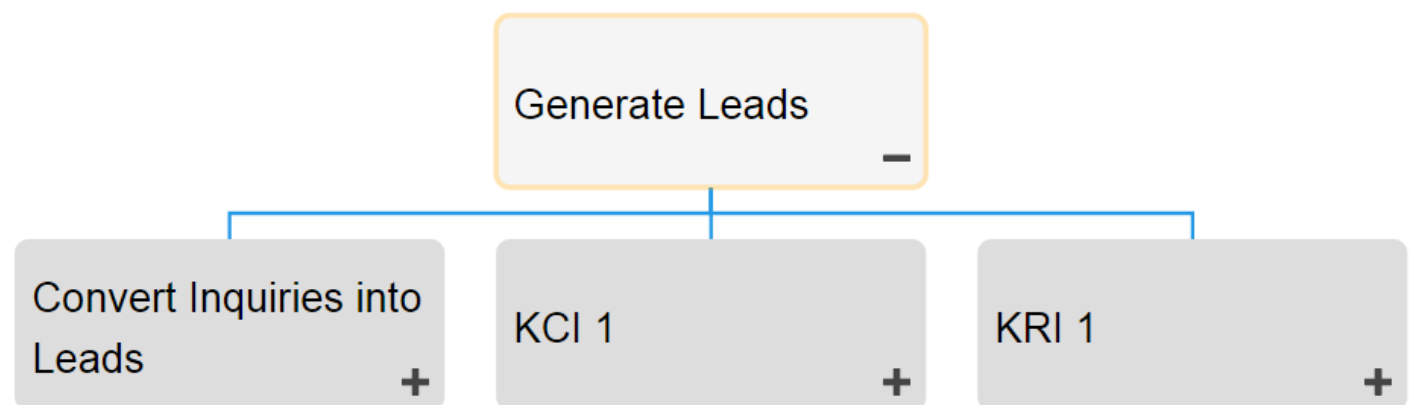 Generate Leads
Convert Inquiries into
Leads
KCI 1
KRI 1